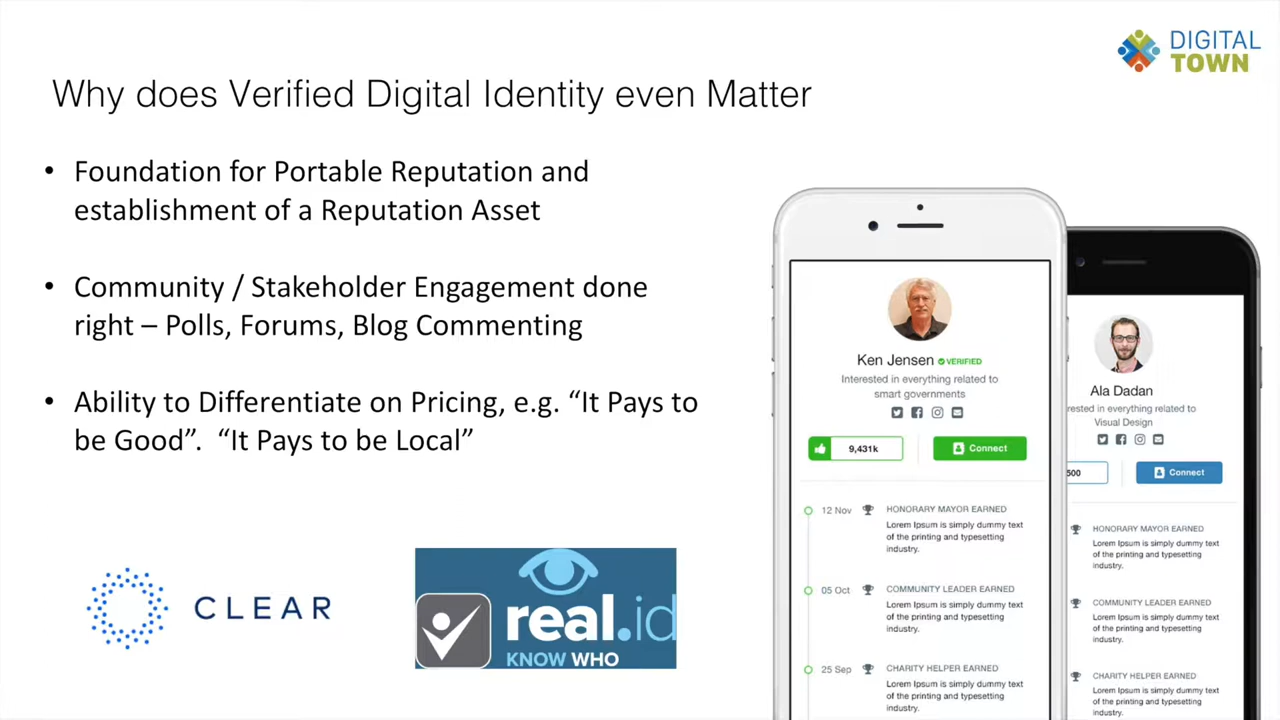 DIGITAL
TOWN
Why does Verified Digital Identity even Matter
• Foundation for Portable Reputation and
establishment of a Reputation Asset
• Community / Stakeholder Engagement done
right – Polls, Forums, Blog Commenting
• Ability to Differentiate on Pricing, e.g. “It Pays to
be Good”. “It Pays to be Local”
CLEAR
real.id
KNOW WHO
Ken Jensen VERIFIED
Interested in everything related to
smart governments
9,431k
Connect
12 Nov
HONORARY MAYOR EARNED
Lorem Ipsum is simply dummy text
of the printing and typesetting
industry.
05 Oct
COMMUNITY LEADER EARNED
Lorem Ipsum is simply dummy text
of the printing and typesetting
industry.
25 Sep
CHARITY HELPER EARNED
Lorem Ipsum is simply dummy text
of the printing and typesetting
industry.
Ala Dadan
rested in everything related to
Visual Design
500
Connect
HONORARY MAYOR EARNED
Lorem Ipsum is simply dummy text
of the printing and typesetting
industry.
COMMUNITY LEADER EARNED
Lorem Ipsum is simply dummy text
of the printing and typesetting
industry.
CHARITY HELPER EARNED
Lorem Ipsum is simply dummy text
of the printing and typesetting
industry.